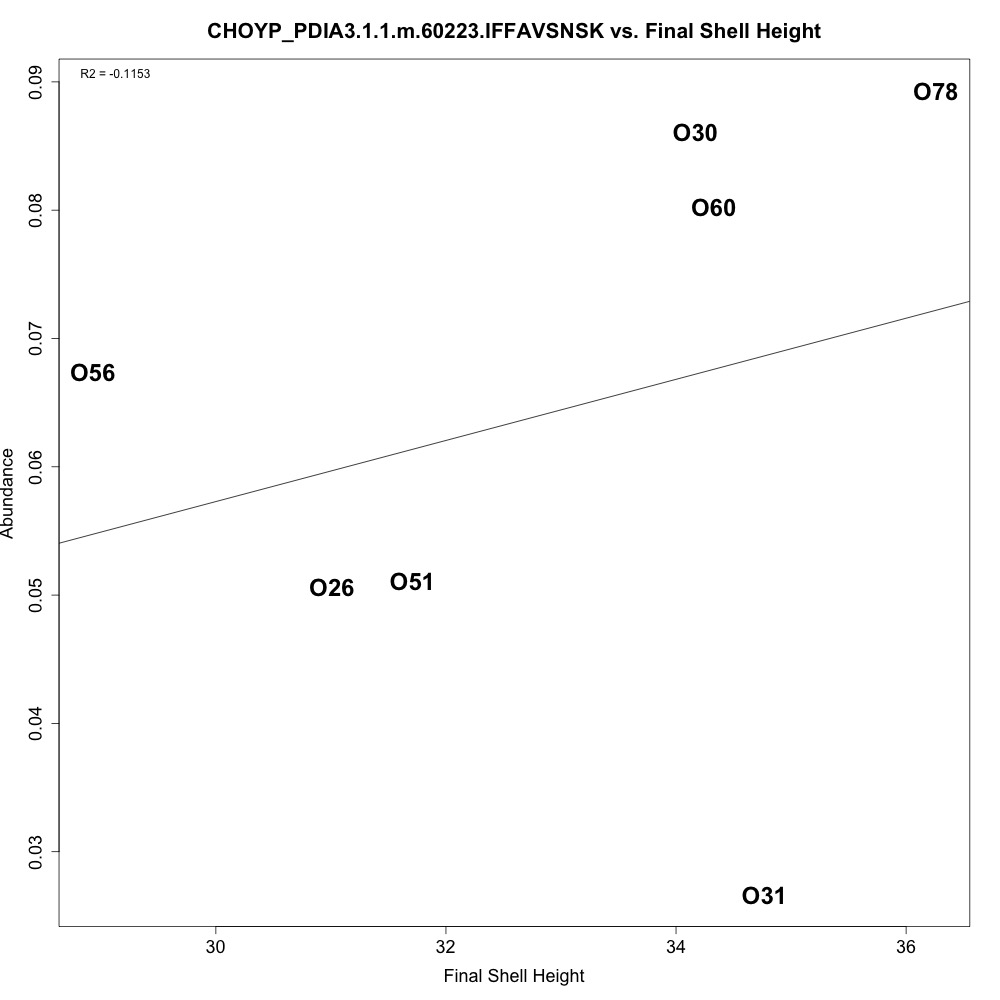 CHOYP_PDIA3.1.1.m.60223.IFFAVSNSK vs. Final Shell Height
R2 = -0.1153
0.09
0.08
0.07
0.06
0.05
0.04
0.03
Abundance
O78
O30
O60
O56
O26
O51
O31
30
32
34
36
Final Shell Height